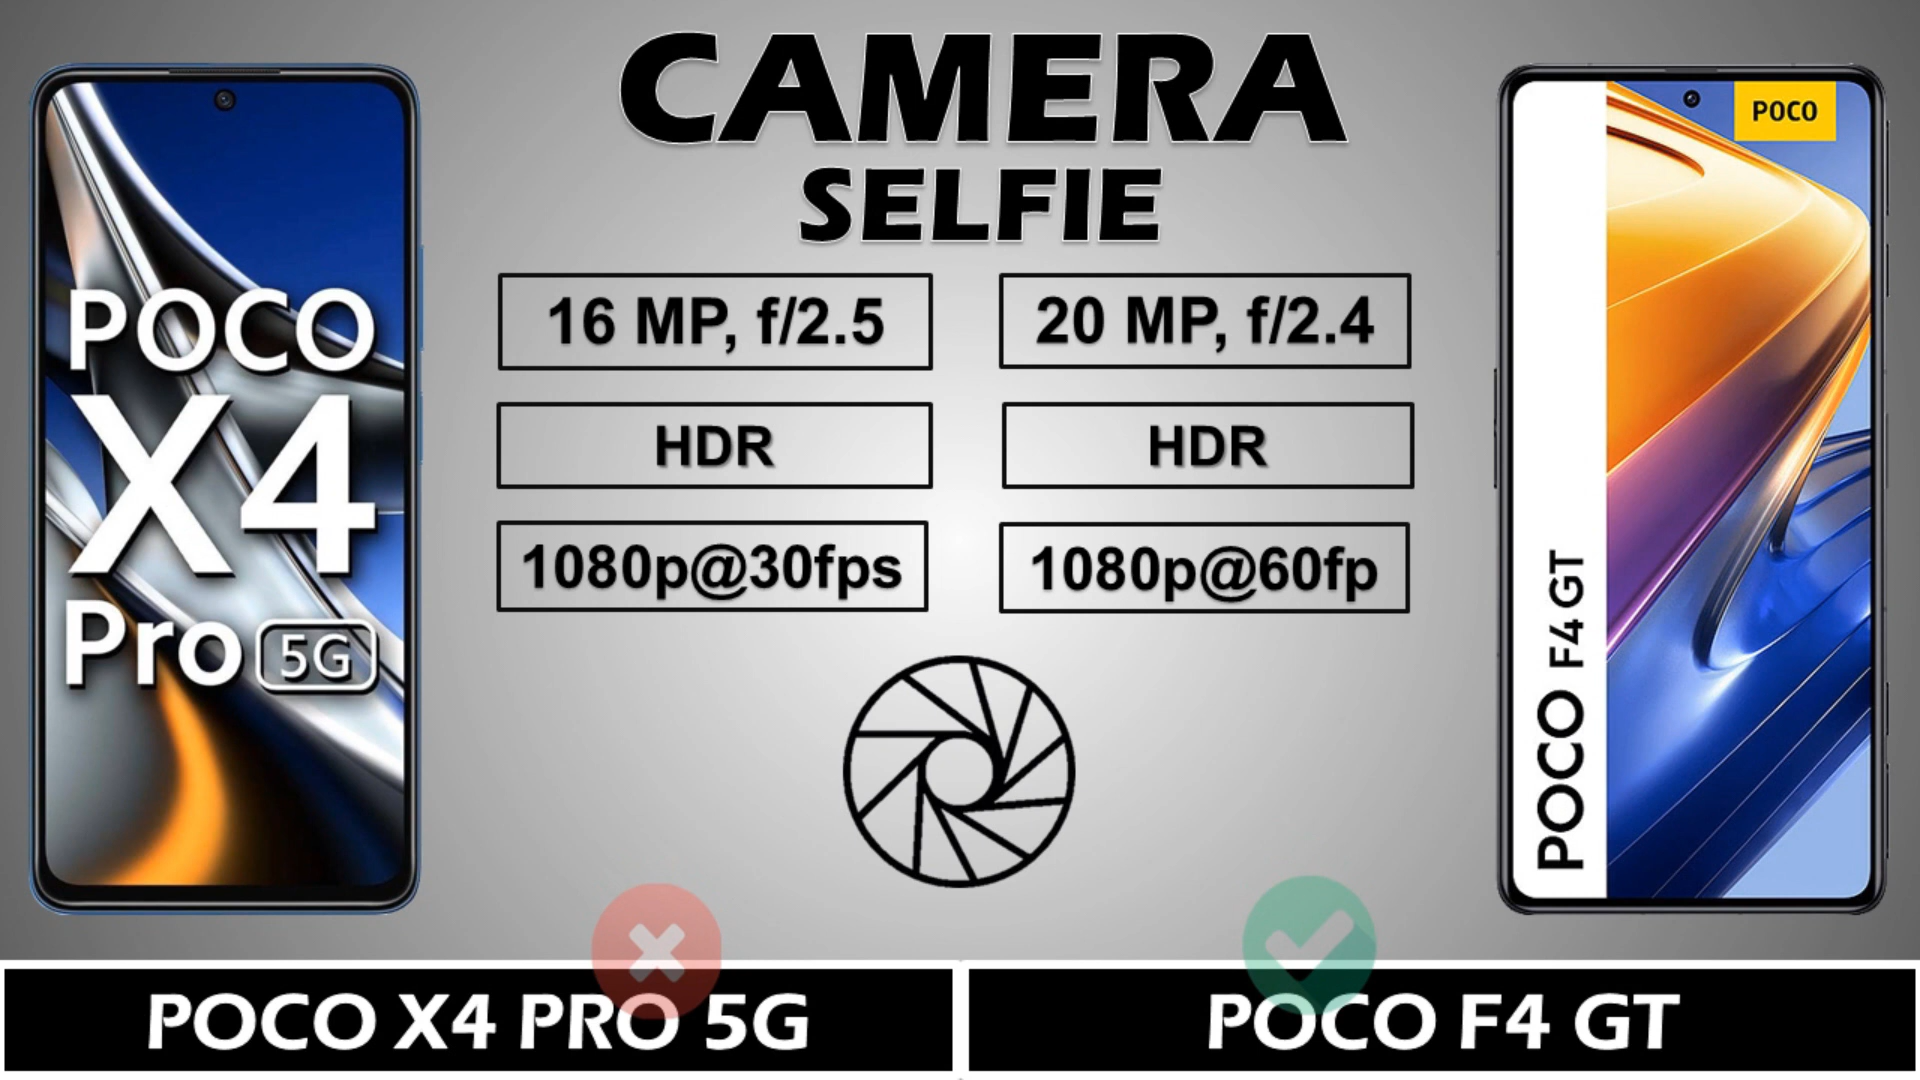 CAMERA
SELFIE
POCO
X4
Pro 5G
16 MP, f/2.5
20 MP, f/2.4
HDR
HDR
1080p@30fps
1080p@60fp
POCO
POCO F4 GT
POCO X4 PRO 5G
POCO F4 GT